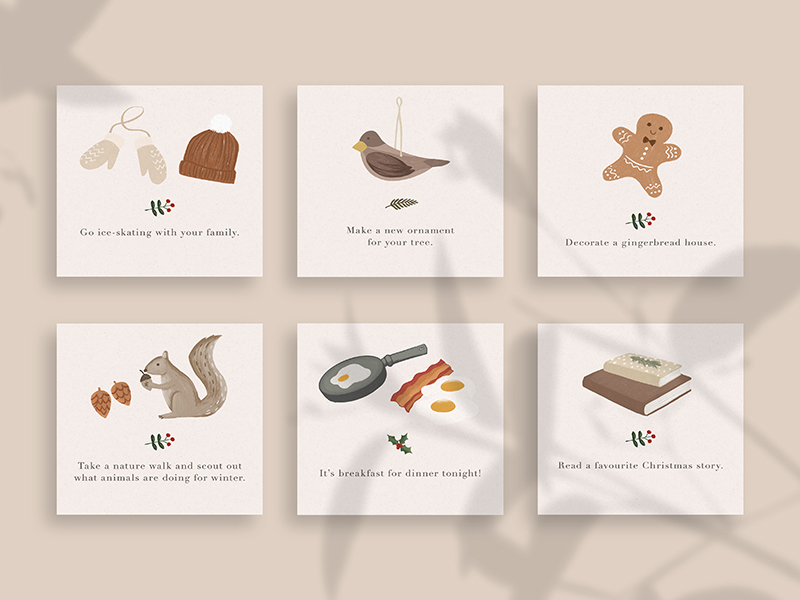 Go ice-skating with your family.
Make a new ornament
for your tree.
Decorate a gingerbread house.
Take a nature walk and scout out
what animals are doing for winter.
It's breakfast for dinner tonight!
Read a favourite Christmas story.